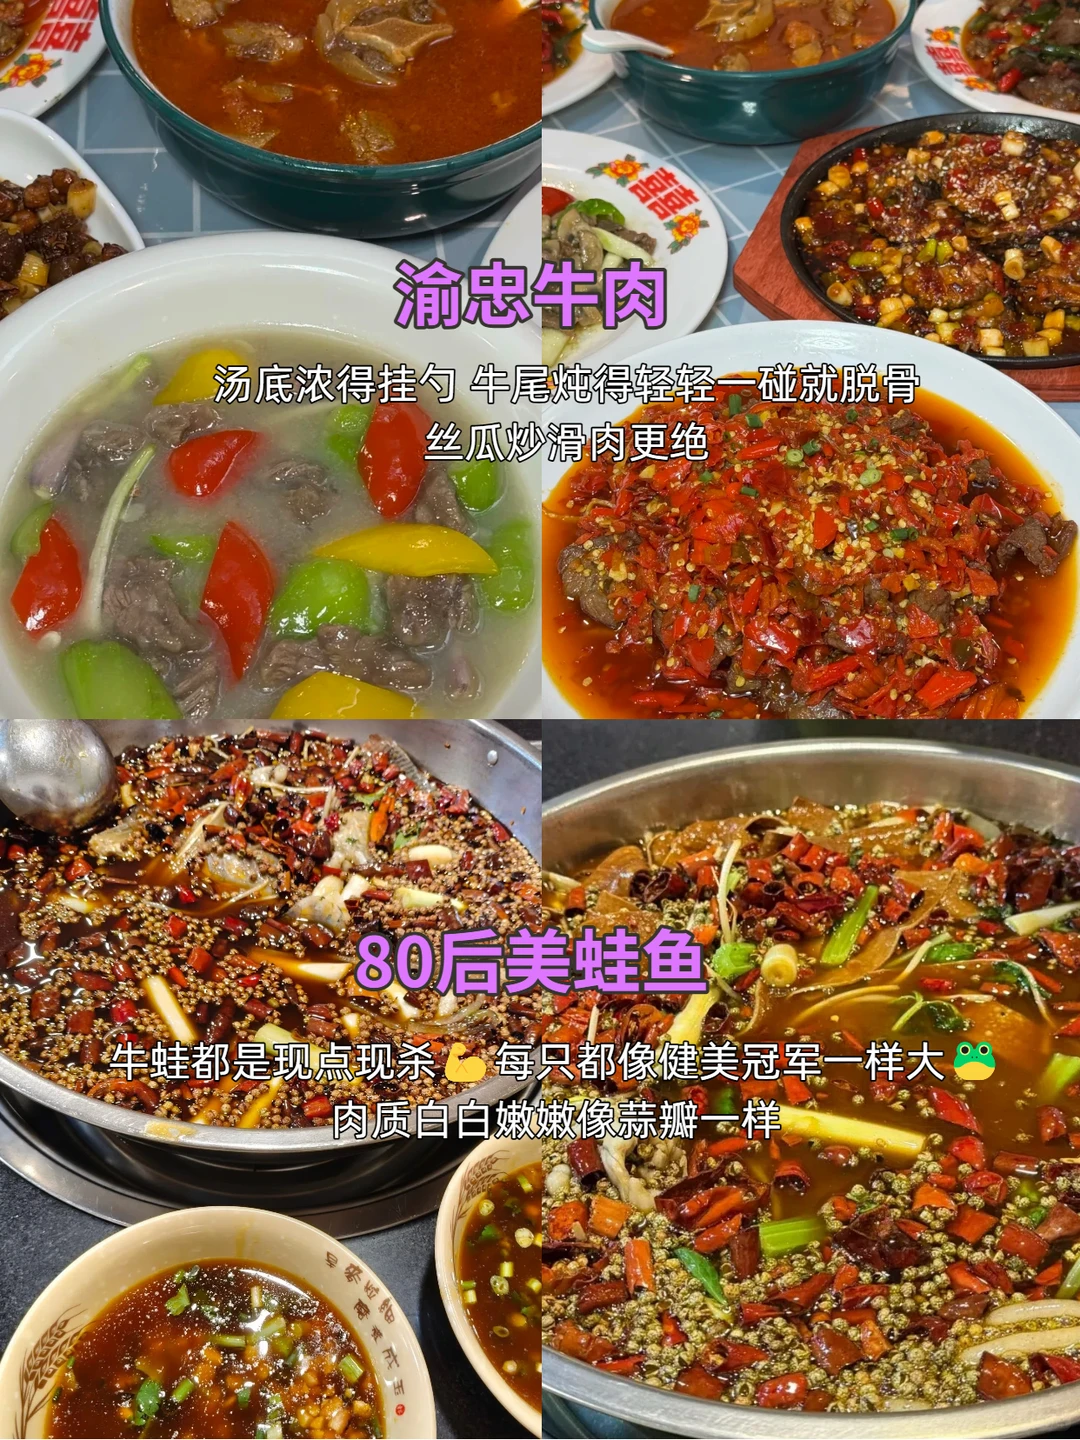 囍
囍
囍
渝忠牛肉
汤底浓得挂勺 牛尾炖得轻轻一碰就脱骨
丝瓜炒滑肉更绝
80后美蛙鱼
牛蛙都是现点现杀💪每只都像健美冠军一样大🐸
肉质白白嫩嫩像蒜瓣一样